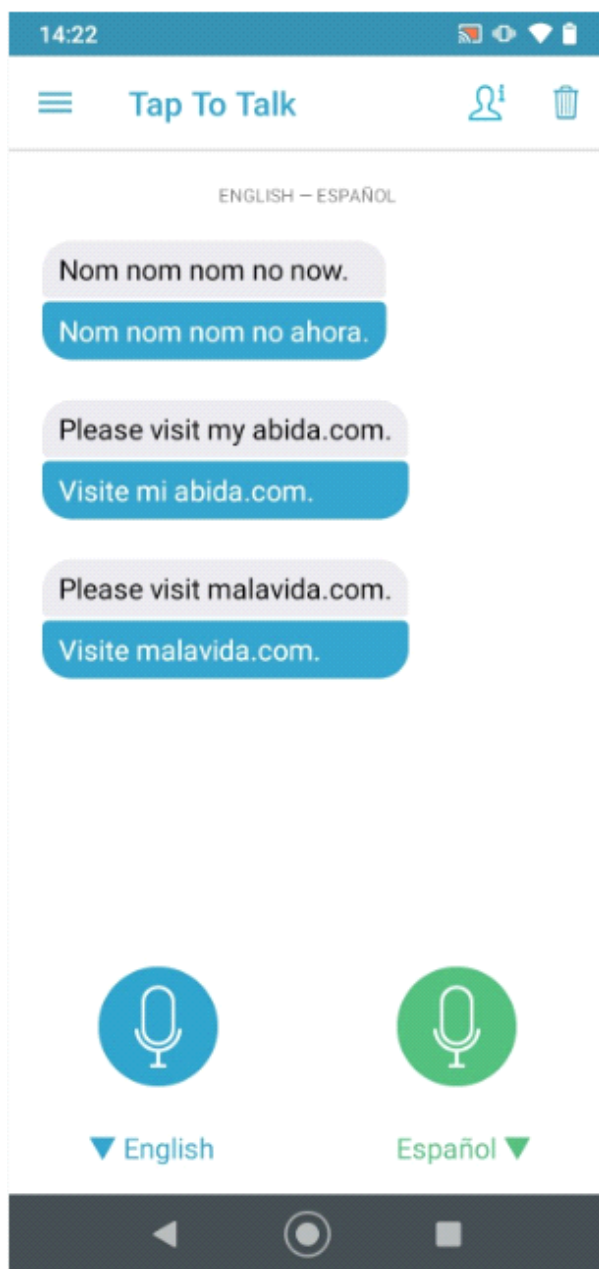 14:22
Tap To Talk
ENGLISH — ESPAÑOL
Nom nom nom no now.
Nom nom nom no ahora.
Please visit my abida.com.
Visite mi abida.com.
Please visit malavida.com.
Visite malavida.com.
▼ English
Español ▼